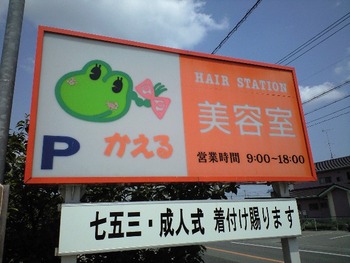 P かえる
HAIR STATION
美容室
営業時間 9:00~18:00
七五三・成人式 着付け賜ります